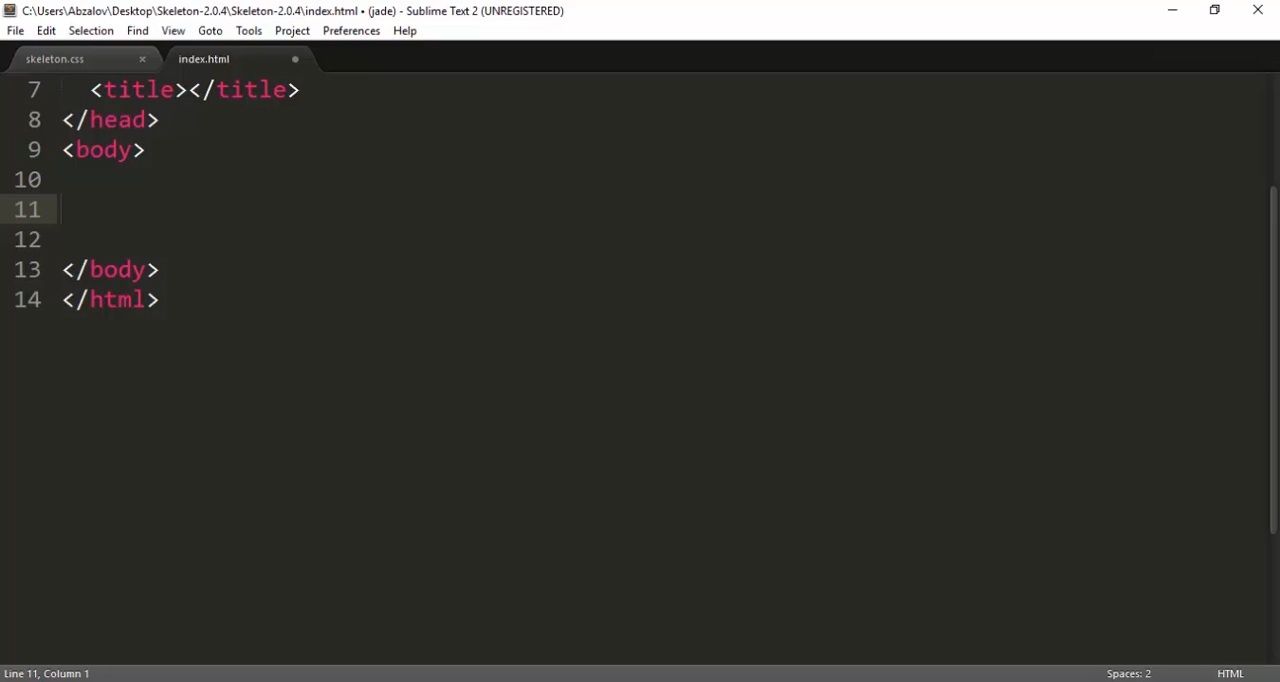 C:\Users\Abzalov\Desktop\Skeleton-2.0.4\Skeleton-2.0.4\index.html • (jade) - Sublime Text 2 (UNREGISTERED)
File Edit Selection Find View Goto Tools Project Preferences Help
skeleton.css × index.html
7 <title></title>
8 </head>
9 <body>
10
11
12
13 </body>
14 </html>
Line 11, Column 1 Spaces: 2 HTML